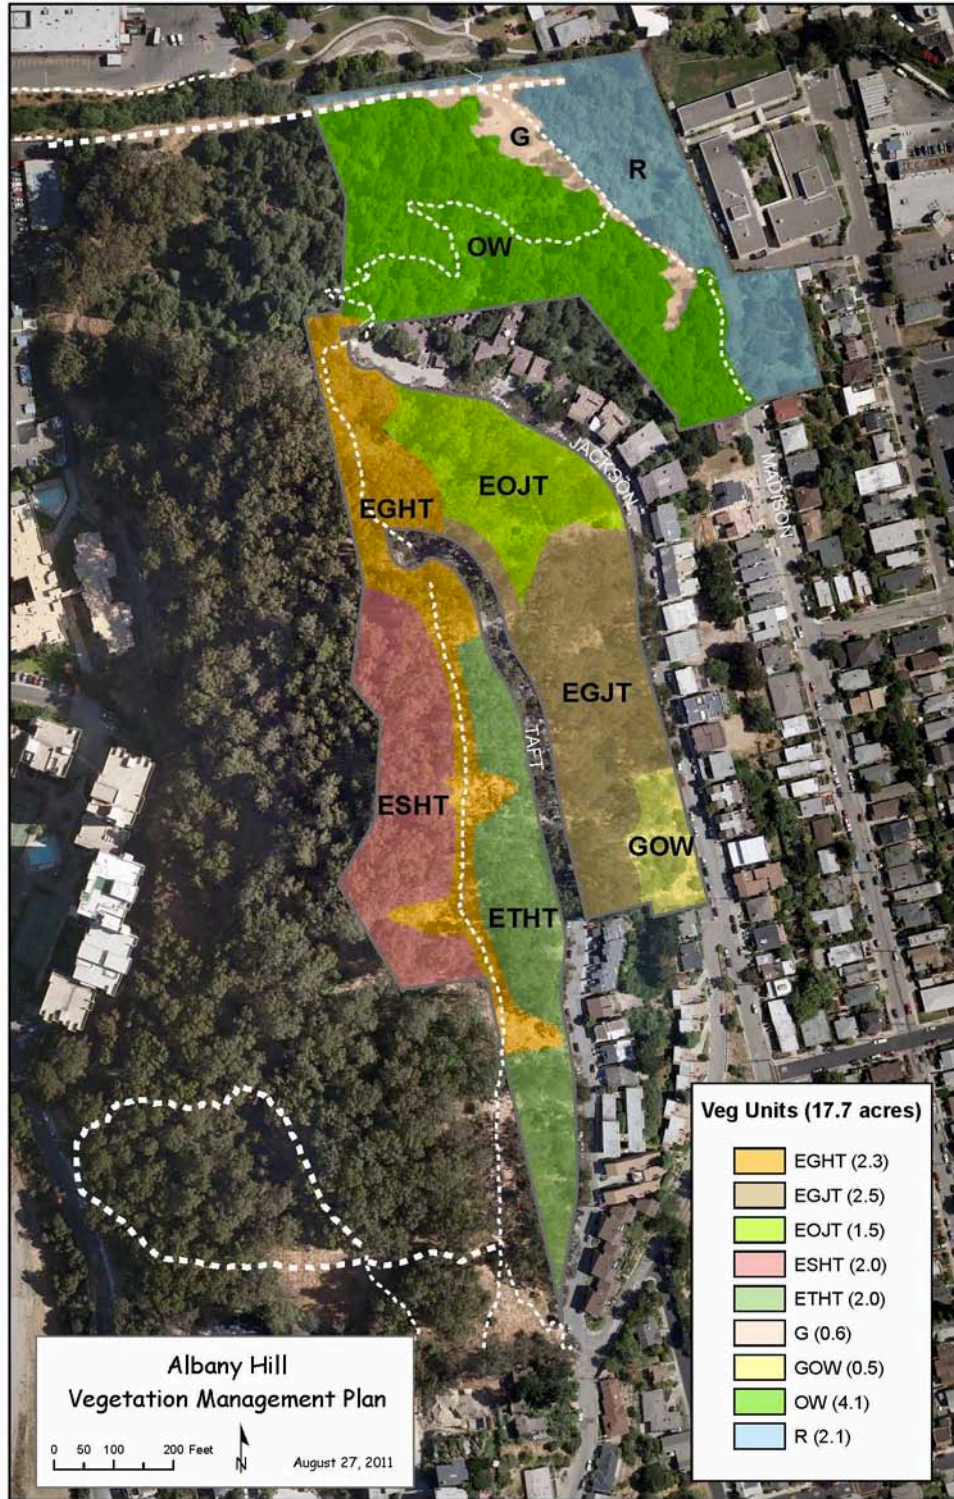 G
R
OW
JACKSON
EOJT
MADISON
EGHT
EGJT
TAFT
ESHT
GOW
ETHT
Veg Units (17.7 acres)
EGHT (2.3)
EGJT (2.5)
EOJT (1.5)
ESHT (2.0)
ETHT (2.0)
G (0.6)
GOW (0.5)
OW (4.1)
R (2.1)
Albany Hill
Vegetation Management Plan
0 50 100 200 Feet
N
August 27, 2011